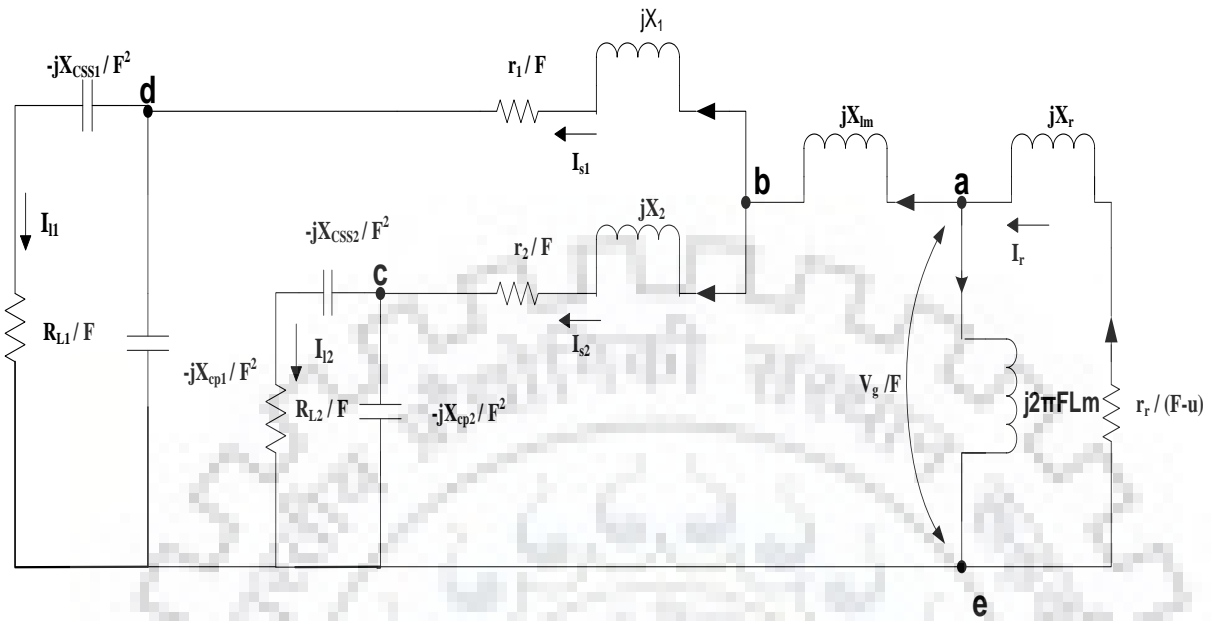 jX₁
-jX_CSS1/F²
d
r₁/F
I_s1
jX_lm
jX_r
b
a
I_l1
-jX_CSS2/F²
jX₂
r₂/F
c
I_r
R_L1/F
I_s2
-jX_cp1/F²
I_l2
R_L2/F
-jX_cp2/F²
V_g/F
j2πFLm
r_r/(F-u)
e